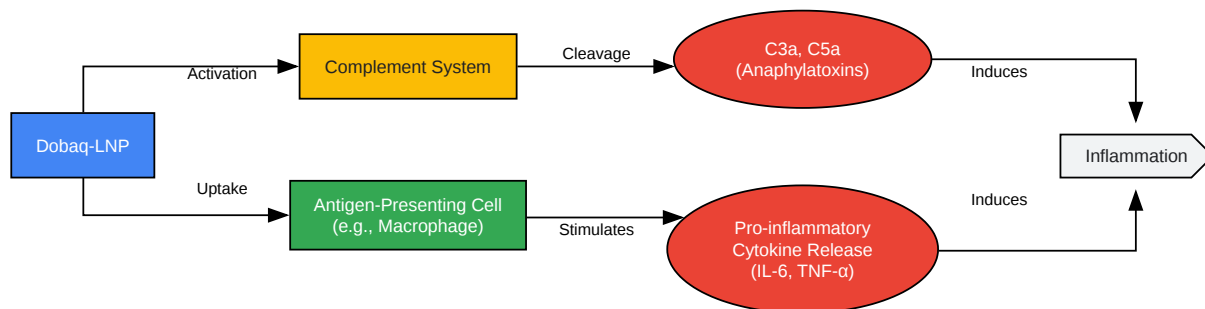 Dobaq-LNP
Activation
Complement System
Cleavage
C3a, C5a
(Anaphylatoxins)
Induces
Uptake
Antigen-Presenting Cell
(e.g., Macrophage)
Stimulates
Pro-inflammatory
Cytokine Release
(IL-6, TNF-α)
Induces
Inflammation